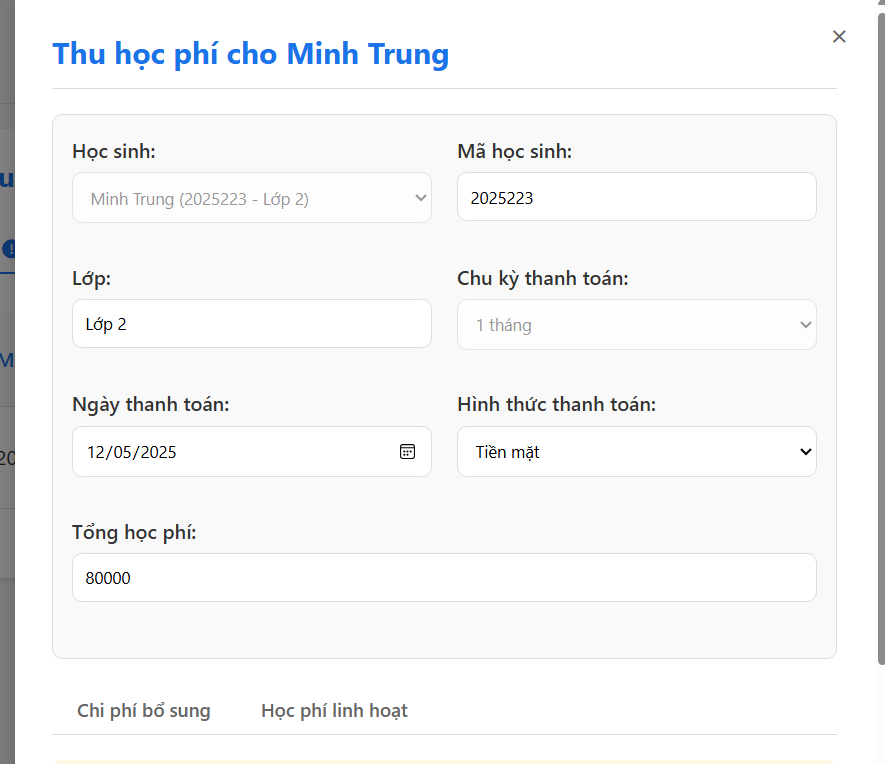 Thu học phí cho Minh Trung
Học sinh:
Mã học sinh:
Minh Trung (2025223 - Lớp 2)
2025223
Lớp:
Chu kỳ thanh toán:
Lớp 2
1 tháng
Ngày thanh toán:
Hình thức thanh toán:
12/05/2025
Tiền mặt
Tổng học phí:
80000
Chi phí bổ sung
Học phí linh hoạt